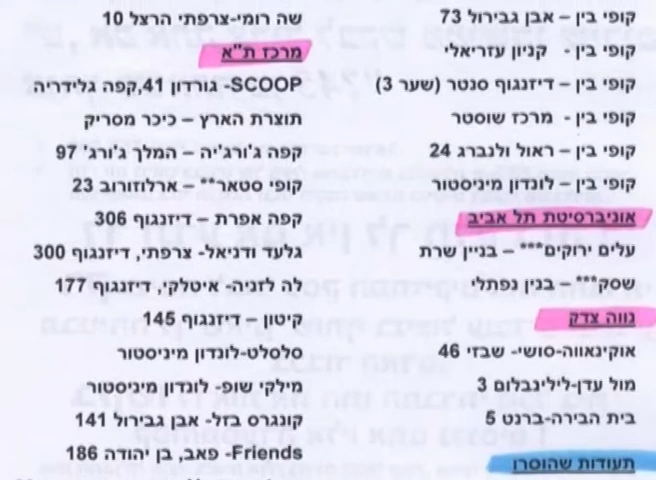 קופי בין – אבן גבירול 73
קופי בין - קניון עזריאלי
קופי בין – דיזנגוף סנטר (שער 3)
קופי בין - מרכז שוסטר
קופי בין – ראול ולנברג 24
קופי בין – לונדון מיניסטור
אוניברסיטת תל אביב
עלים ירוקים*** – בניין שרת
שסק*** – בנין נפתלי
נווה צדק
אוקינאווה-סושי- שבזי 46
מול עדן-לילינבלום 3
בית הבירה-ברנט 5
תעודות שהוסרו
שה רומי-צרפתי הרצל 10
מרכז ת"א
SCOOP- גורדון 41,קפה גלידריה
תוצרת הארץ – כיכר מסריק
קפה ג'ורג'יה – המלך ג'ורג' 97
קופי סטאר** – ארלוזורוב 23
קפה אפרת – דיזנגוף 306
גלעד ודניאל- צרפתי, דיזנגוף 300
לה לזניה- איטלקי, דיזנגוף 177
קיטון – דיזנגוף 145
סלסלט-לונדון מיניסטור
מילקי שופ- לונדון מיניסטור
קונגרס בזל- אבן גבירול 141
Friends- פאב, בן יהודה 186